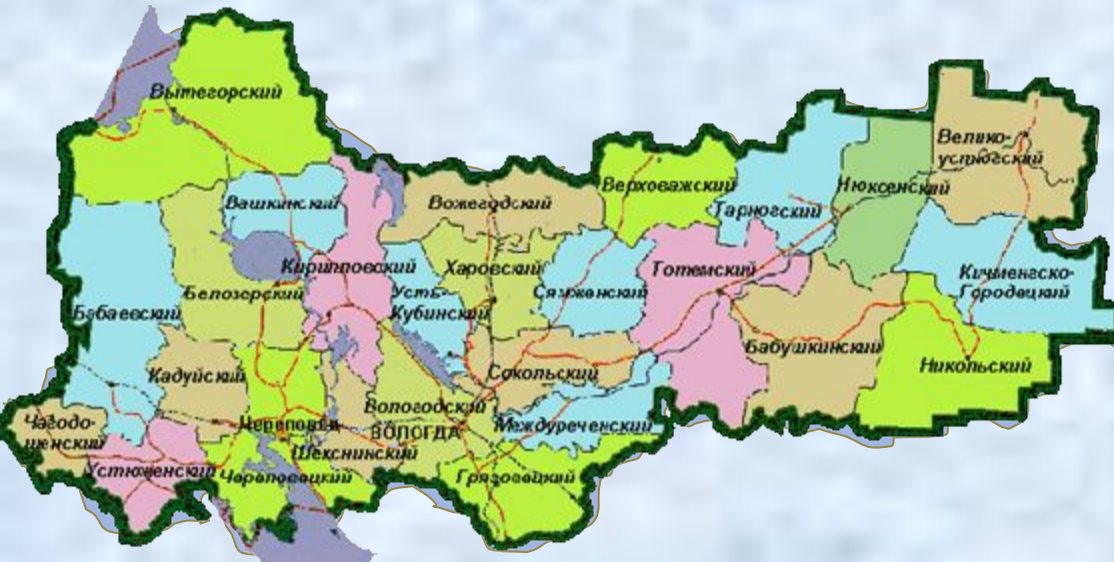 Вытегорский
Вашкинский
Вожегодский
Верховажский
Тарногский
Нюксенский
Велико-
устюгский
Кирилловский
Харовский
Тотемский
Кичменгско-
Городецкий
Белозерский
Усть-
Кубинский
Сямженский
Бабаевский
Бабушкинский
Никольский
Кадуйский
Сокольский
Вологодский
ВОЛОГДА
Междуреченский
Чагодо-
щенский
Череповец
Шекснинский
Устюженский
Череповецкий
Грязовецкий